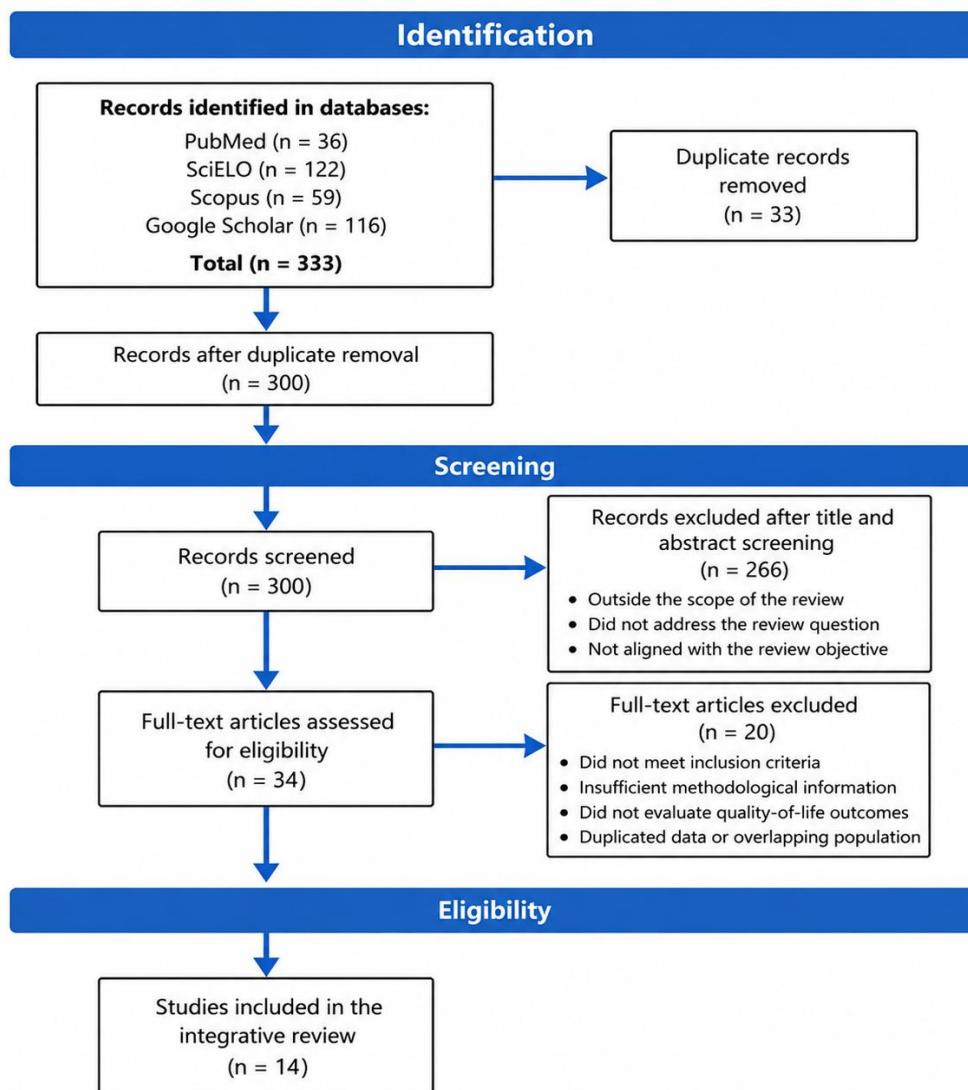 Identification
Records identified in databases:
PubMed (n = 36)
SciELO (n = 122)
Scopus (n = 59)
Google Scholar (n = 116)
Total (n = 333)
Duplicate records
removed
(n = 33)
Records after duplicate removal
(n = 300)
Screening
Records screened
(n = 300)
Records excluded after title and
abstract screening
(n = 266)
• Outside the scope of the review
• Did not address the review question
• Not aligned with the review objective
Full-text articles assessed
for eligibility
(n = 34)
Full-text articles excluded
(n = 20)
• Did not meet inclusion criteria
• Insufficient methodological information
• Did not evaluate quality-of-life outcomes
• Duplicated data or overlapping population
Eligibility
Studies included in the
integrative review
(n = 14)